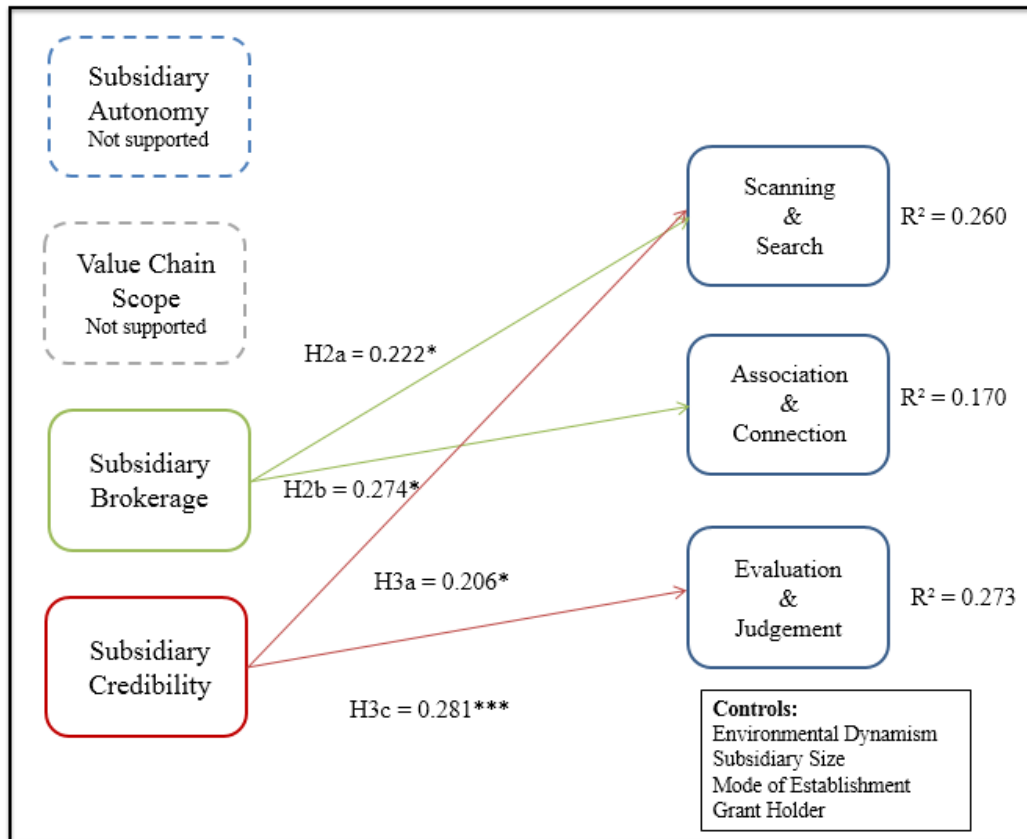 Subsidiary
Autonomy
Not supported
Value Chain
Scope
Not supported
Subsidiary
Brokerage
Subsidiary
Credibility
H2a = 0.222*
H2b = 0.274*
H3a = 0.206*
H3c = 0.281***
Scanning
&
Search
R² = 0.260
Association
&
Connection
R² = 0.170
Evaluation
&
Judgement
R² = 0.273
Controls:
Environmental Dynamism
Subsidiary Size
Mode of Establishment
Grant Holder